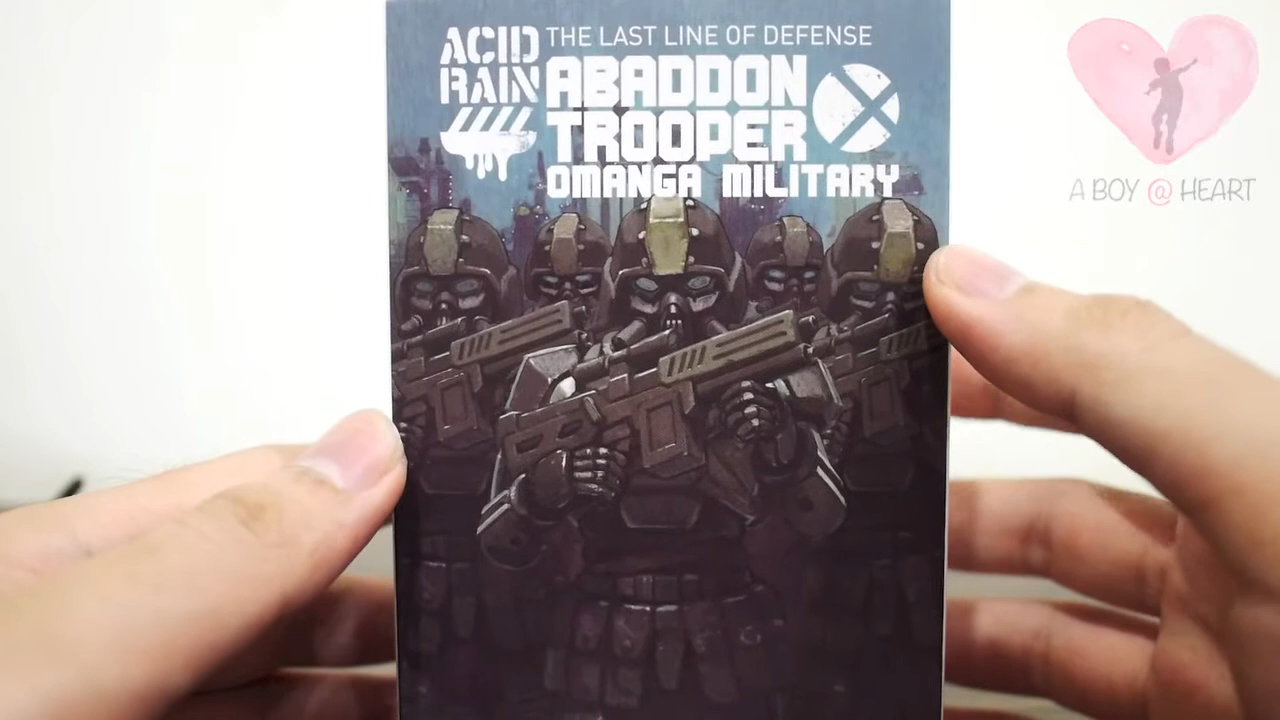 ACID
RAIN
THE LAST LINE OF DEFENSE
ABADDON
TROOPER
OMANGA MILITARY
A BOY @ HEART